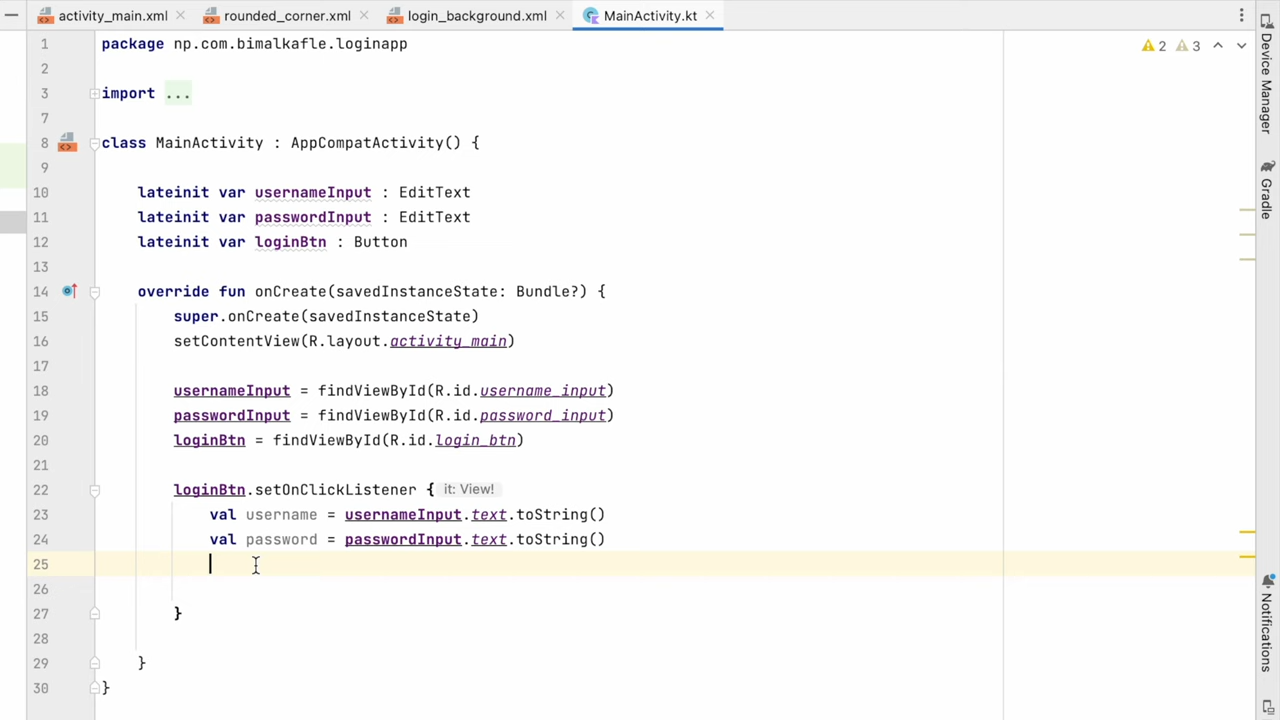 activity_main.xml rounded_corner.xml login_background.xml MainActivity.kt
1 package np.com.bimalkafle.loginapp
2 3
2
3 import ...
7
8 class MainActivity : AppCompatActivity() {
9
10 lateinit var usernameInput : EditText
11 lateinit var passwordInput : EditText
12 lateinit var loginBtn : Button
13
14 override fun onCreate(savedInstanceState: Bundle?) {
15 super.onCreate(savedInstanceState)
16 setContentView(R.layout.activity_main)
17
18 usernameInput = findViewById(R.id.username_input)
19 passwordInput = findViewById(R.id.password_input)
20 loginBtn = findViewById(R.id.login_btn)
21
22 loginBtn.setOnClickListener { it: View!
23 val username = usernameInput.text.toString()
24 val password = passwordInput.text.toString()
25
26
27 }
28
29 }
30 }
Device Manager
Gradle
Notifications